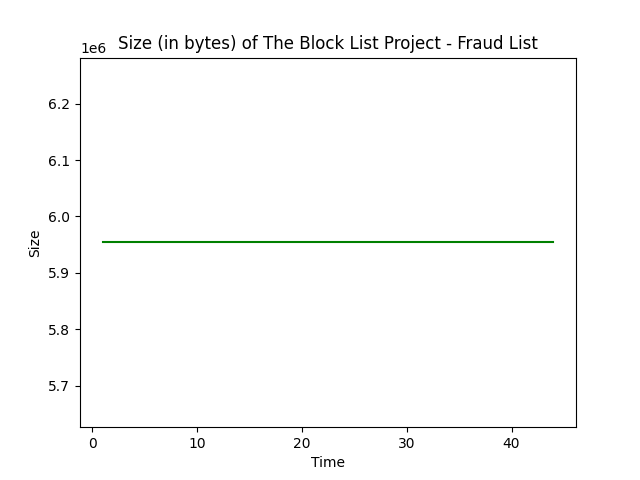 Size (in bytes) of The Block List Project - Fraud List
1e6
6.2
6.1
6.0
5.9
5.8
5.7
Size
0 10 20 30 40
Time